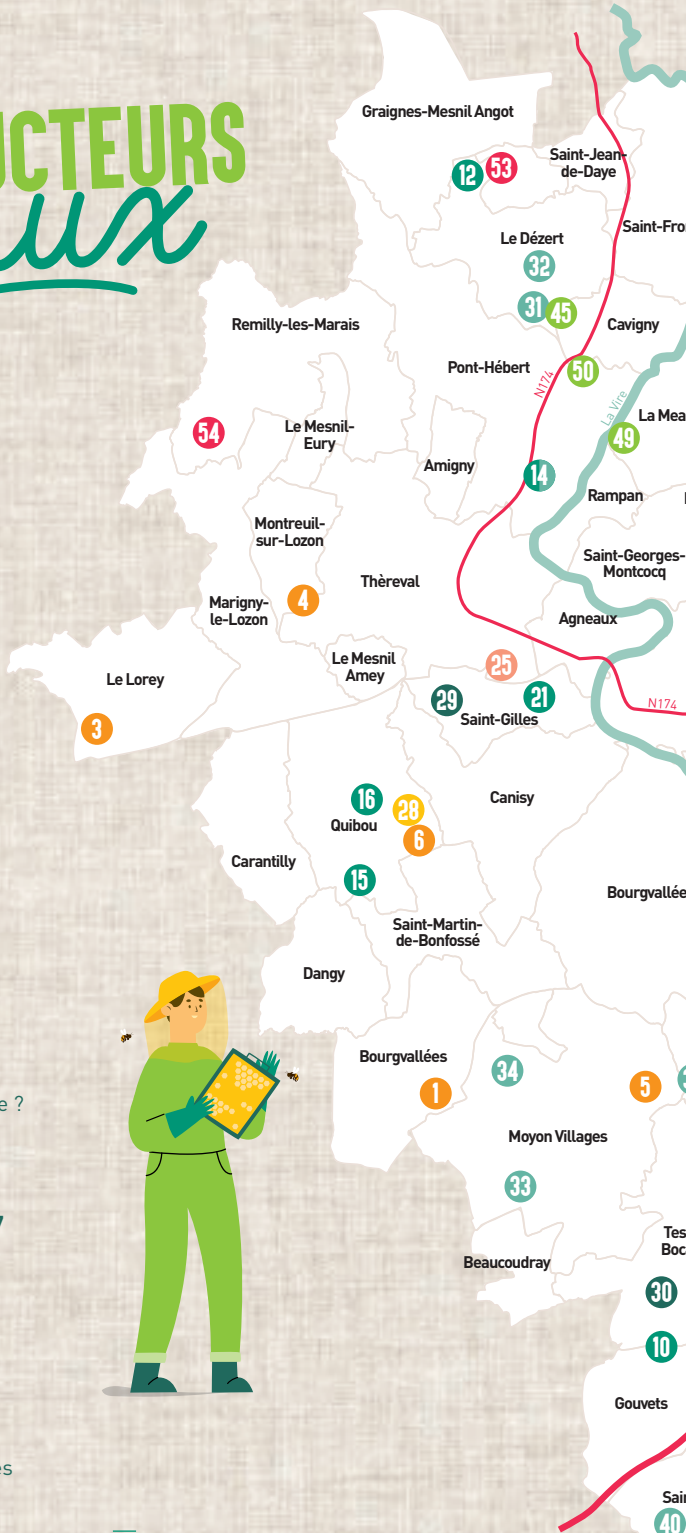 UCTEURS
ux
Graignes-Mesnil Angot
Saint-Jean-
de-Daye
12
53
Saint-Fro
Le Dézert
32
31
45
Remilly-les-Marais
Cavigny
Pont-Hébert
N174
50
La Vire
La Mea
54
Le Mesnil-
Eury
49
Amigny
14
Rampan
Montreuil-
sur-Lozon
Saint-Georges-
Montcocq
Thèreval
4
Marigny-
le-Lozon
Agneaux
Le Mesnil
Amey
25
Le Lorey
29
21
N174
Saint-Gilles
3
16
28
Canisy
Quibou
6
Carantilly
15
Bourgvallée
Saint-Martin-
de-Bonfossé
Dangy
Bourgvallées
34
1
5
e ?
Moyon Villages
33
Tes
Boc
Beaucoudray
30
10
Gouvets
es
Sain
40